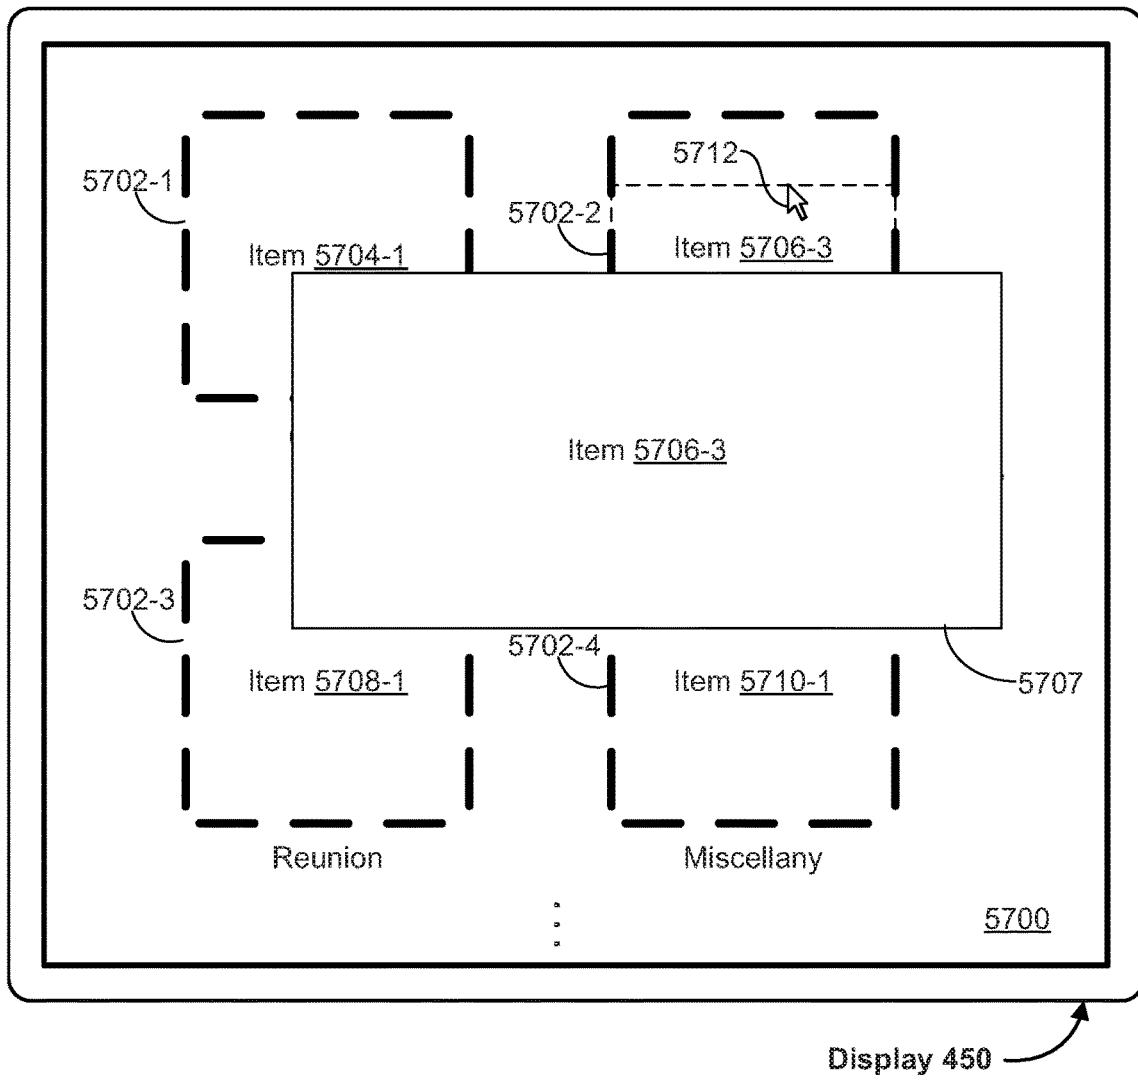 5712
5702-1
5702-2
Item 5704-1
Item 5706-3
Item 5706-3
5702-3
5702-4
Item 5708-1
Item 5710-1
5707
Reunion
Miscellany
5700
Display 450